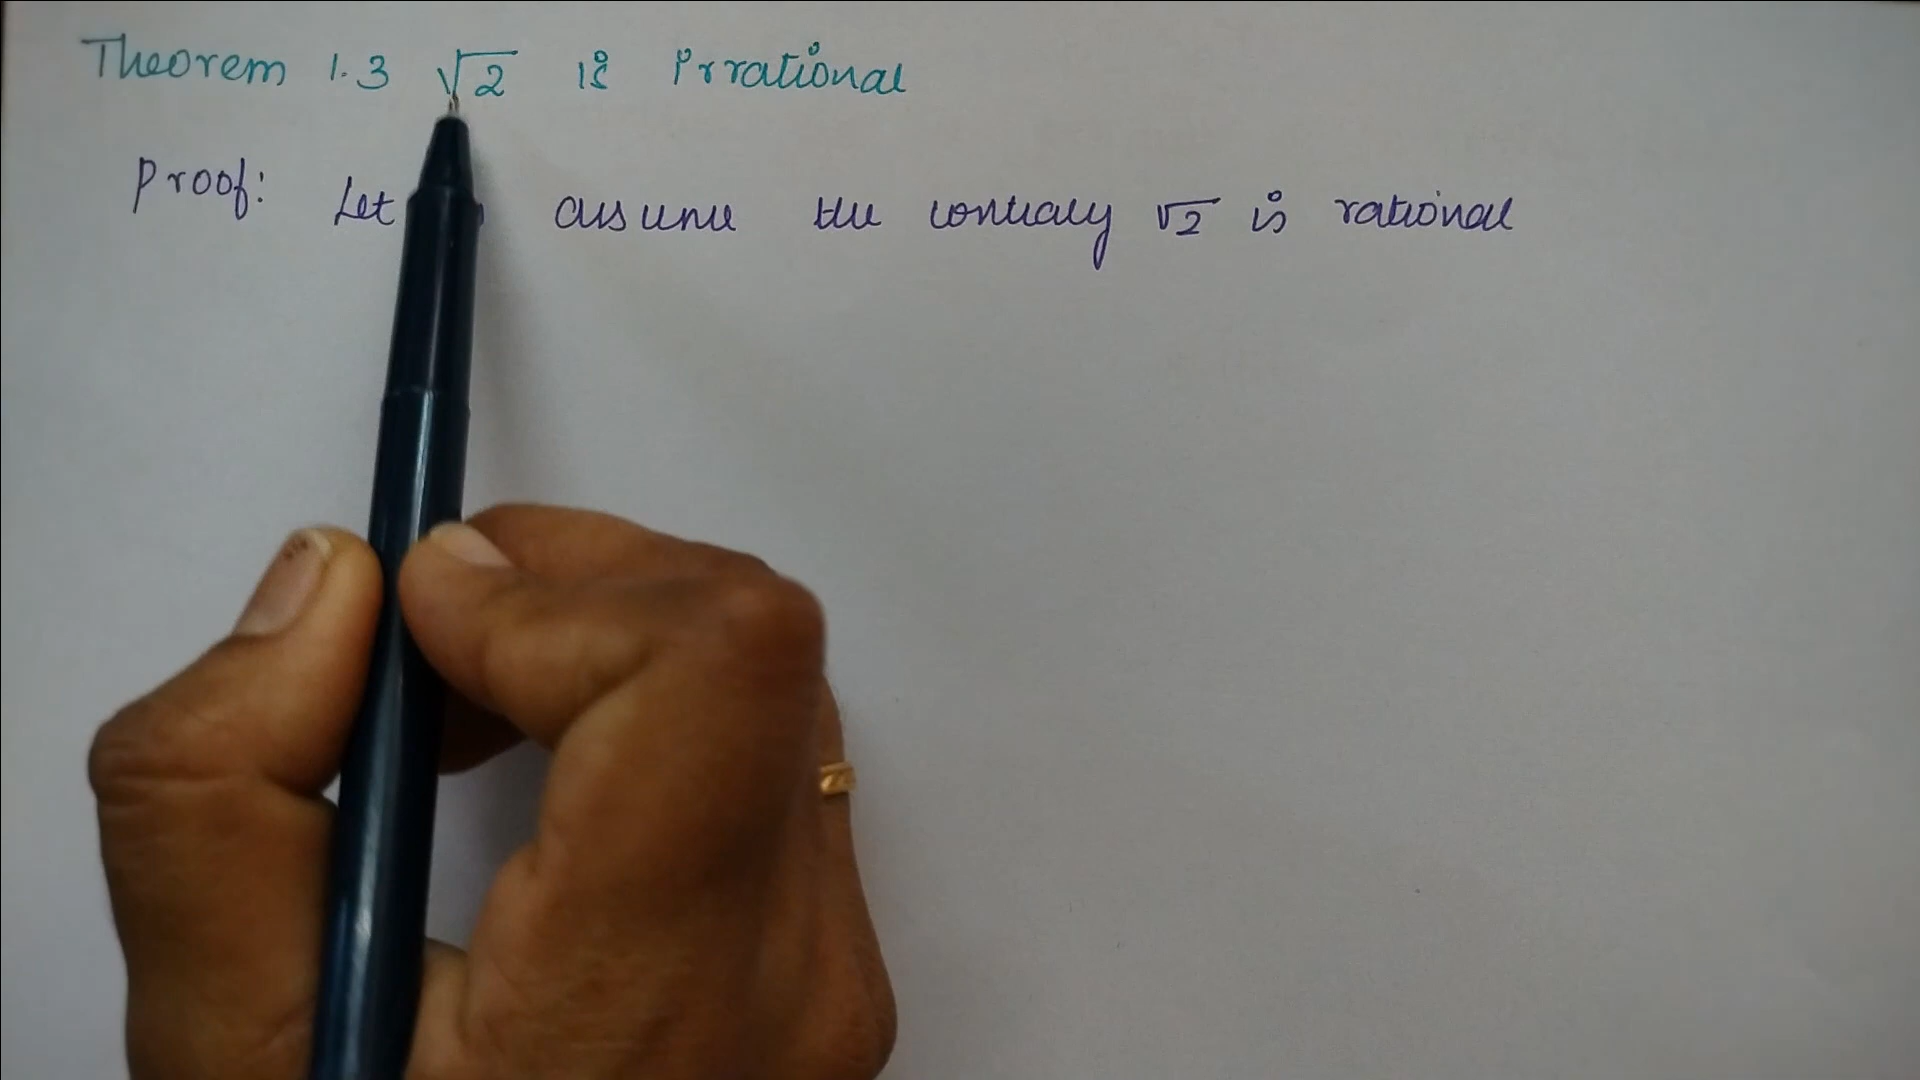 Theorem 1.3 √2 is irrational
Proof: Let assume the contrary √2 is rational